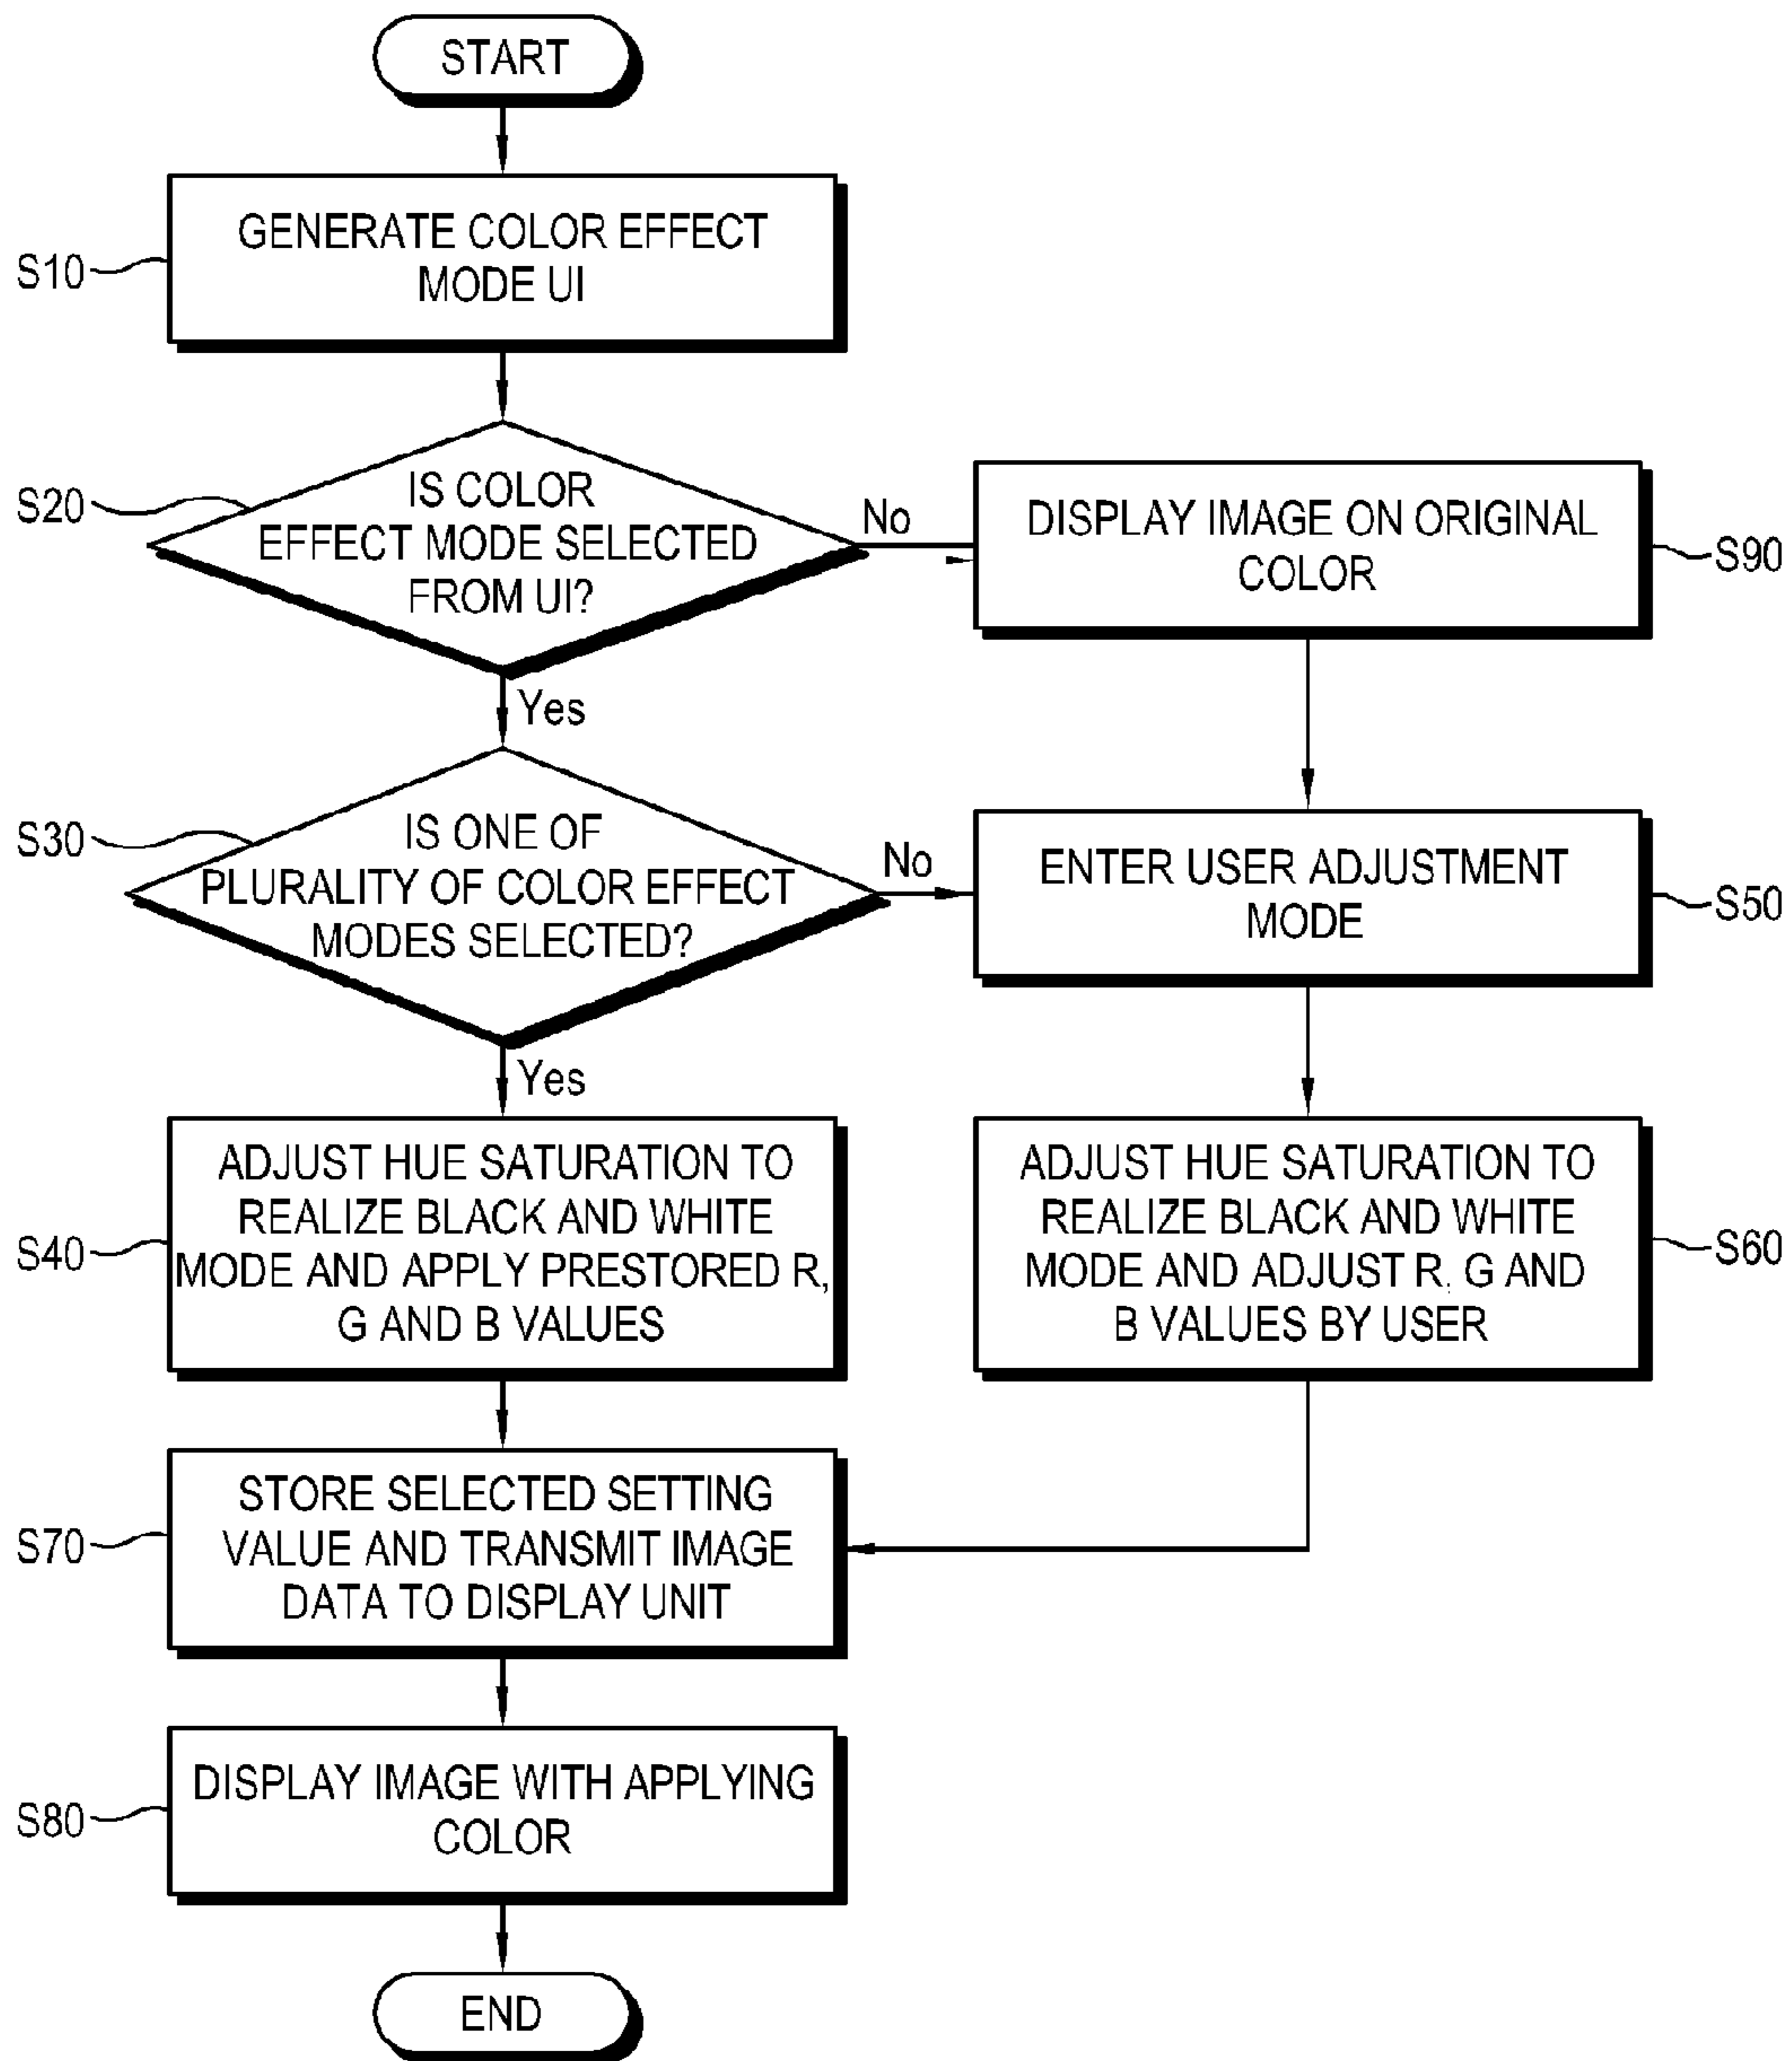 START
S10
GENERATE COLOR EFFECT
MODE UI
S20
IS COLOR
EFFECT MODE SELECTED
FROM UI?
No
DISPLAY IMAGE ON ORIGINAL
COLOR
S90
Yes
S30
IS ONE OF
PLURALITY OF COLOR EFFECT
MODES SELECTED?
No
ENTER USER ADJUSTMENT
MODE
S50
Yes
S40
ADJUST HUE SATURATION TO
REALIZE BLACK AND WHITE
MODE AND APPLY PRESTORED R,
G AND B VALUES
ADJUST HUE SATURATION TO
REALIZE BLACK AND WHITE
MODE AND ADJUST R, G AND
B VALUES BY USER
S60
S70
STORE SELECTED SETTING
VALUE AND TRANSMIT IMAGE
DATA TO DISPLAY UNIT
S80
DISPLAY IMAGE WITH APPLYING
COLOR
END